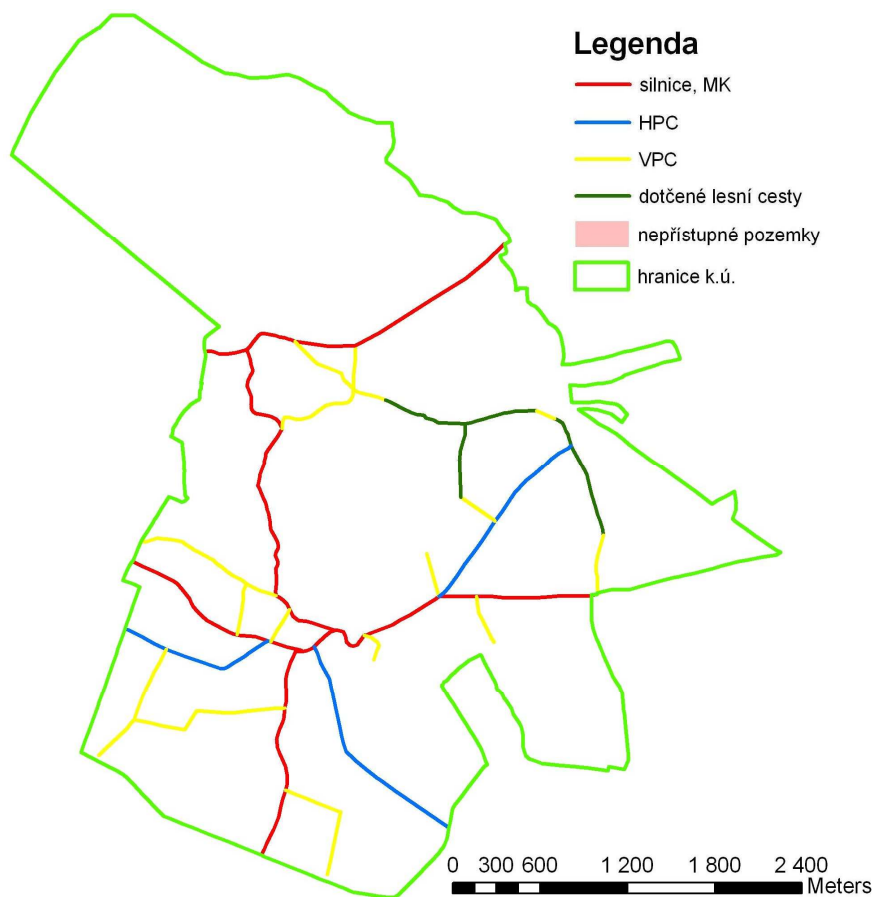 Legenda
silnice, MK
HPC
VPC
dotčené lesní cesty
nepřístupné pozemky
hranice k.ú.
0 300 600 1 200 1 800 2 400
Meters